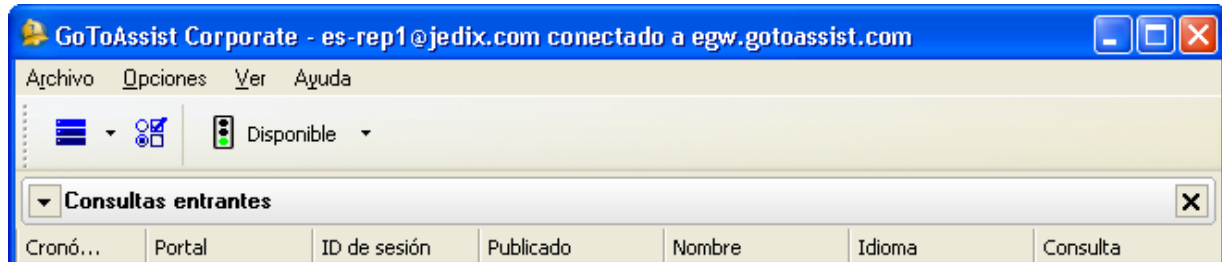 GoToAssist Corporate - es-rep1@jedix.com conectado a egw.gotoassist.com
Archivo Opciones Ver Ayuda
Disponible
Consultas entrantes
Cronó... Portal ID de sesión Publicado Nombre Idioma Consulta